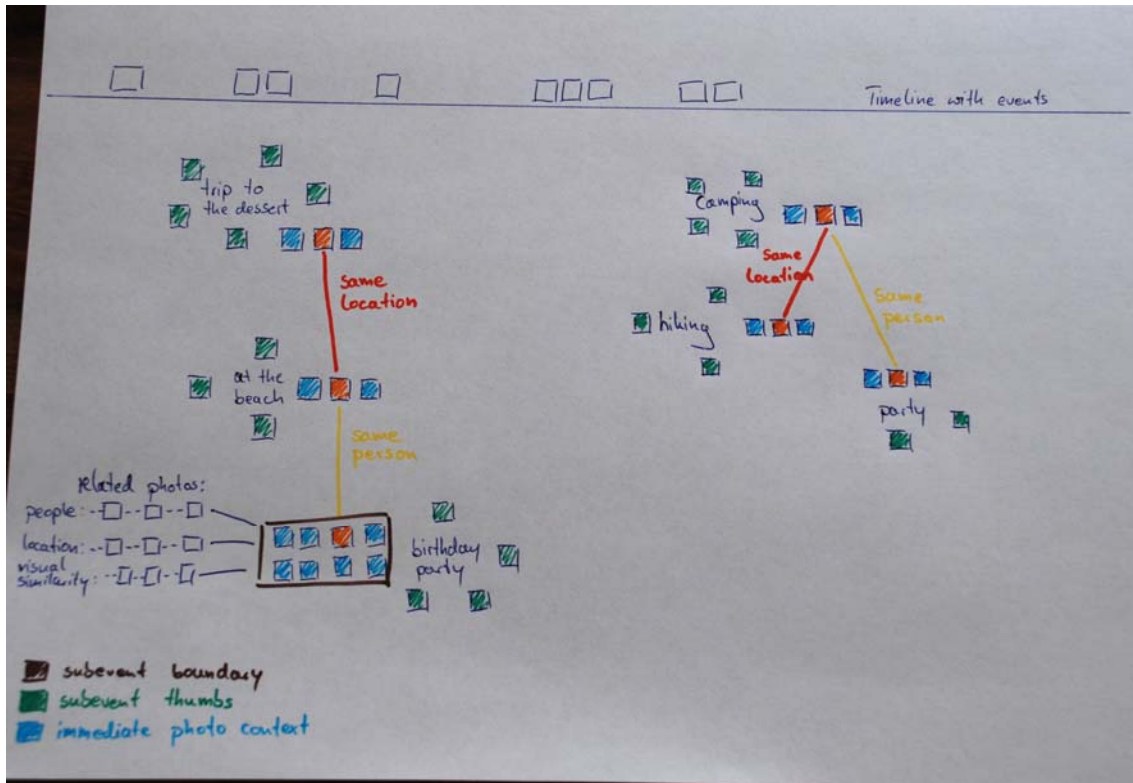 Timeline with events
trip to
the dessert
same
location
at the
beach
same
person
related photos:
people:
location:
visual
similarity:
birthday
party
camping
same
location
same
person
hiking
party
subevent boundary
subevent thumbs
immediate photo context